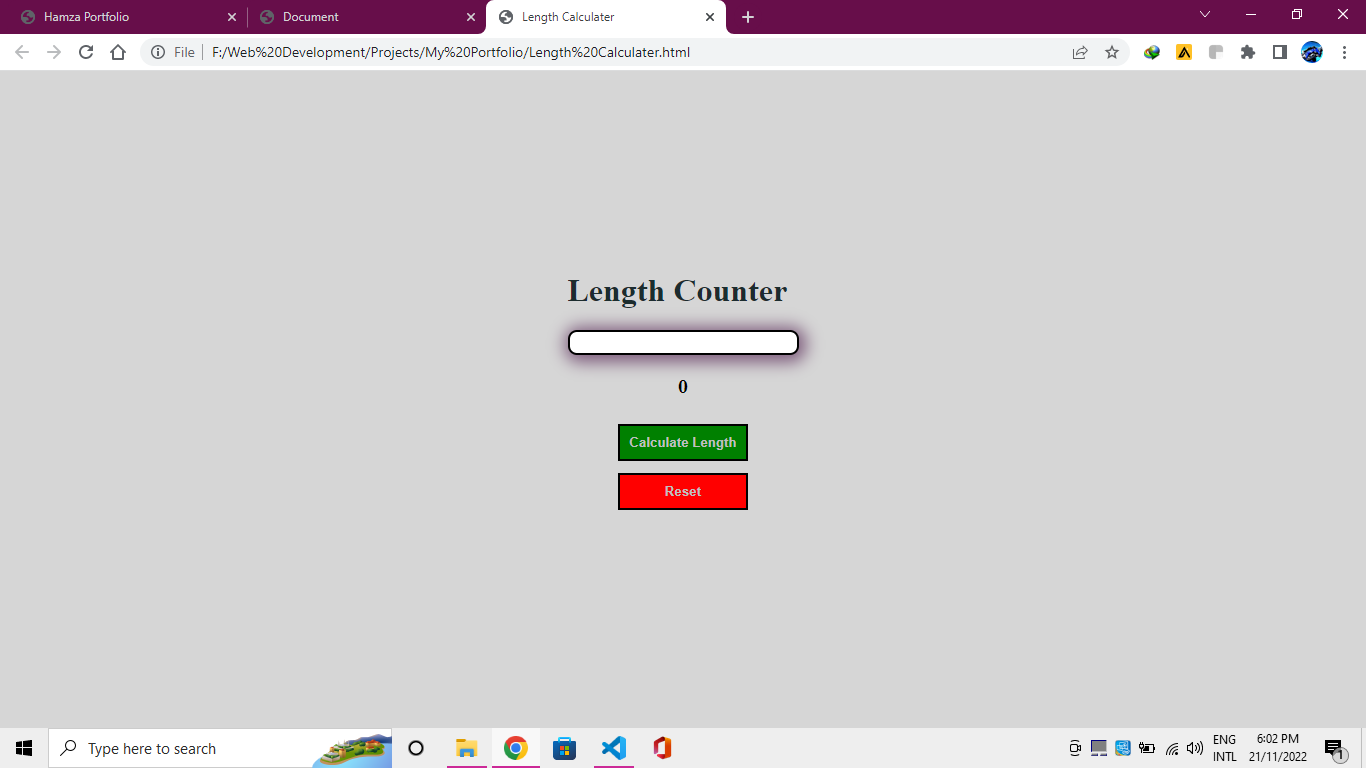 Hamza Portfolio
Document
Length Calculater
File
F:/Web%20Development/Projects/My%20Portfolio/Length%20Calculater.html
Length Counter
0
Calculate Length
Reset
Type here to search
ENG
INTL
6:02 PM
21/11/2022
1